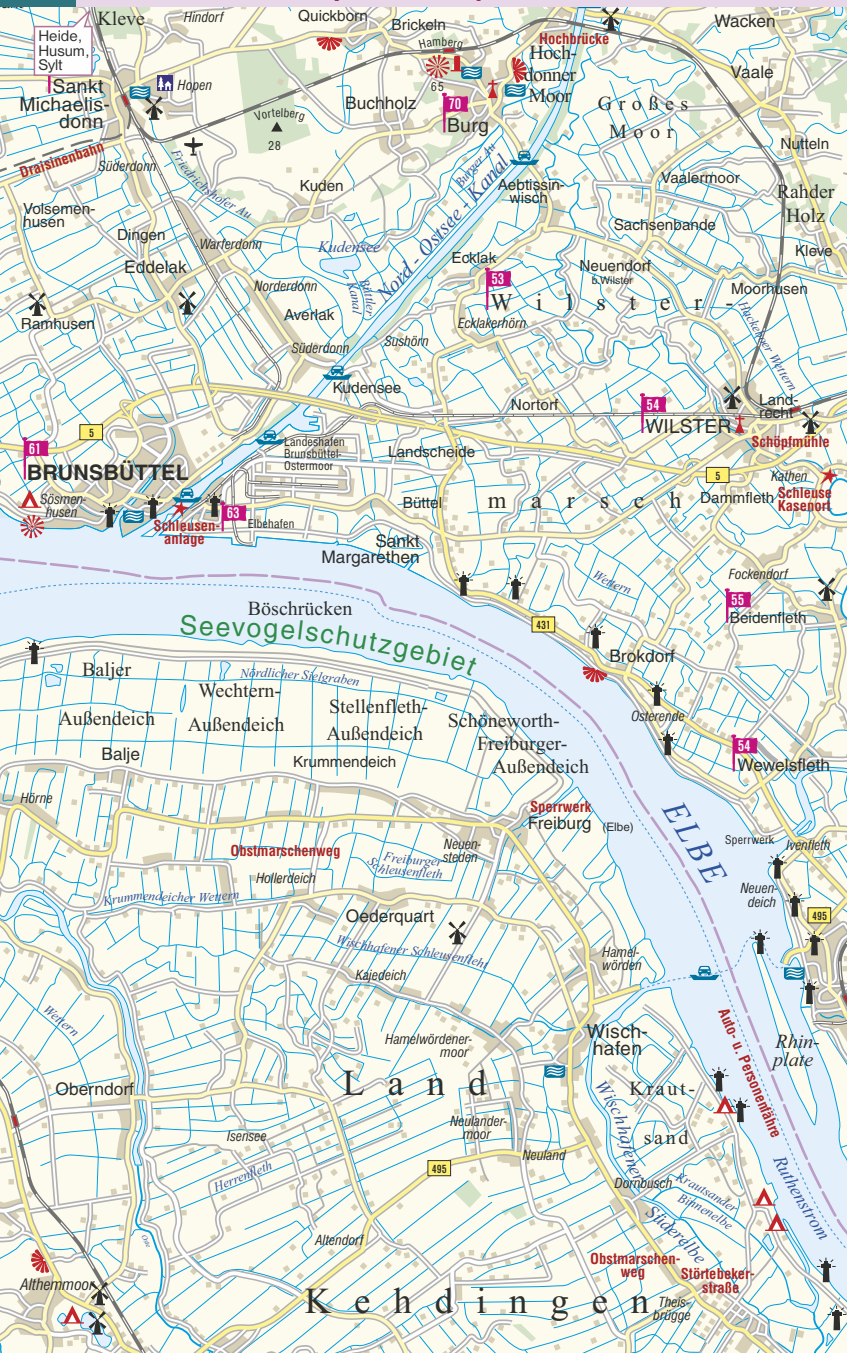 Kleve
Hindorf
Quickborn
Brickeln
Wacken
Heide,
Husum,
Sylt
Hamberg
Hochbrücke
Hoch-
donner
Moor
Sankt
Michaelis-
donn
Hopen
65
Vaale
Buchholz
70
Burg
Großes
Moor
Vortelberg
28
Nutteln
Draisinenbahn
Süderdonn
Friedrichshofer Au
Burger Au
Aebtissin-
wisch
Vaalermoor
Rahder
Holz
Kuden
Volsemen-
husen
Sachsenbande
Dingen
Warferdonn
Kudensee
Nord - Ostsee - Kanal
Kleve
Eddelak
Ecklak
Neuendorf
b.Wilster
53
Norderdonn
Büttler-
Kanal
Moorhusen
Wilster-
Averlak
Ramhusen
Ecklakerhörn
Süderdonn
Sushörn
Kudensee
Nortorf
54
WILSTER
Land-
recht
Schöpfmühle
5
Landeshafen
Brunsbüttel-
Ostermoor
61
BRUNSBÜTTEL
Landscheide
5
Kathen
Sösmen-
husen
Büttel
marsch
Dammfleth
Schleuse
Kasenort
63
Elbehafen
Schleusen-
anlage
Sankt
Margarethen
Wettern
Fockendorf
55
Beidenfleth
Böschrücken
Seevogelschutzgebiet
431
Brokdorf
Baljer
Außendeich
Nördlicher Sielgraben
Wechtern-
Außendeich
Stellenfleth-
Außendeich
Schöneworth-
Freiburger-
Außendeich
Osterende
Balje
Krummendeich
54
Wewelsfleth
Hörne
Sperrwerk
Freiburg (Elbe)
ELBE
Obstmarschenweg
Neuen-
steden
Sperrwerk
Ivenfleth
Freiburger
Schleusenfleth
Hollerdeich
Neuen-
deich
Krummendeicher Wettern
Oederquart
495
Wischhafener Schleusenfleht
Hamel-
wörden
Kajedeich
Wettern
Auto- u. Personenfähre
Wisch-
hafen
Hamelwördener-
moor
Rhin-
plate
Oberndorf
Land
Kraut-
sand
Wischhafener
Süderelbe
Isensee
Neulander-
moor
Neuland
495
Herrenfleth
Dornbusch
Krautsander
Binnenelbe
Ruthenstrom
Altendorf
Oste
Obstmarschen-
weg
Störtebeker-
straße
Althemmoor
Kehdingen
Theis-
brügge